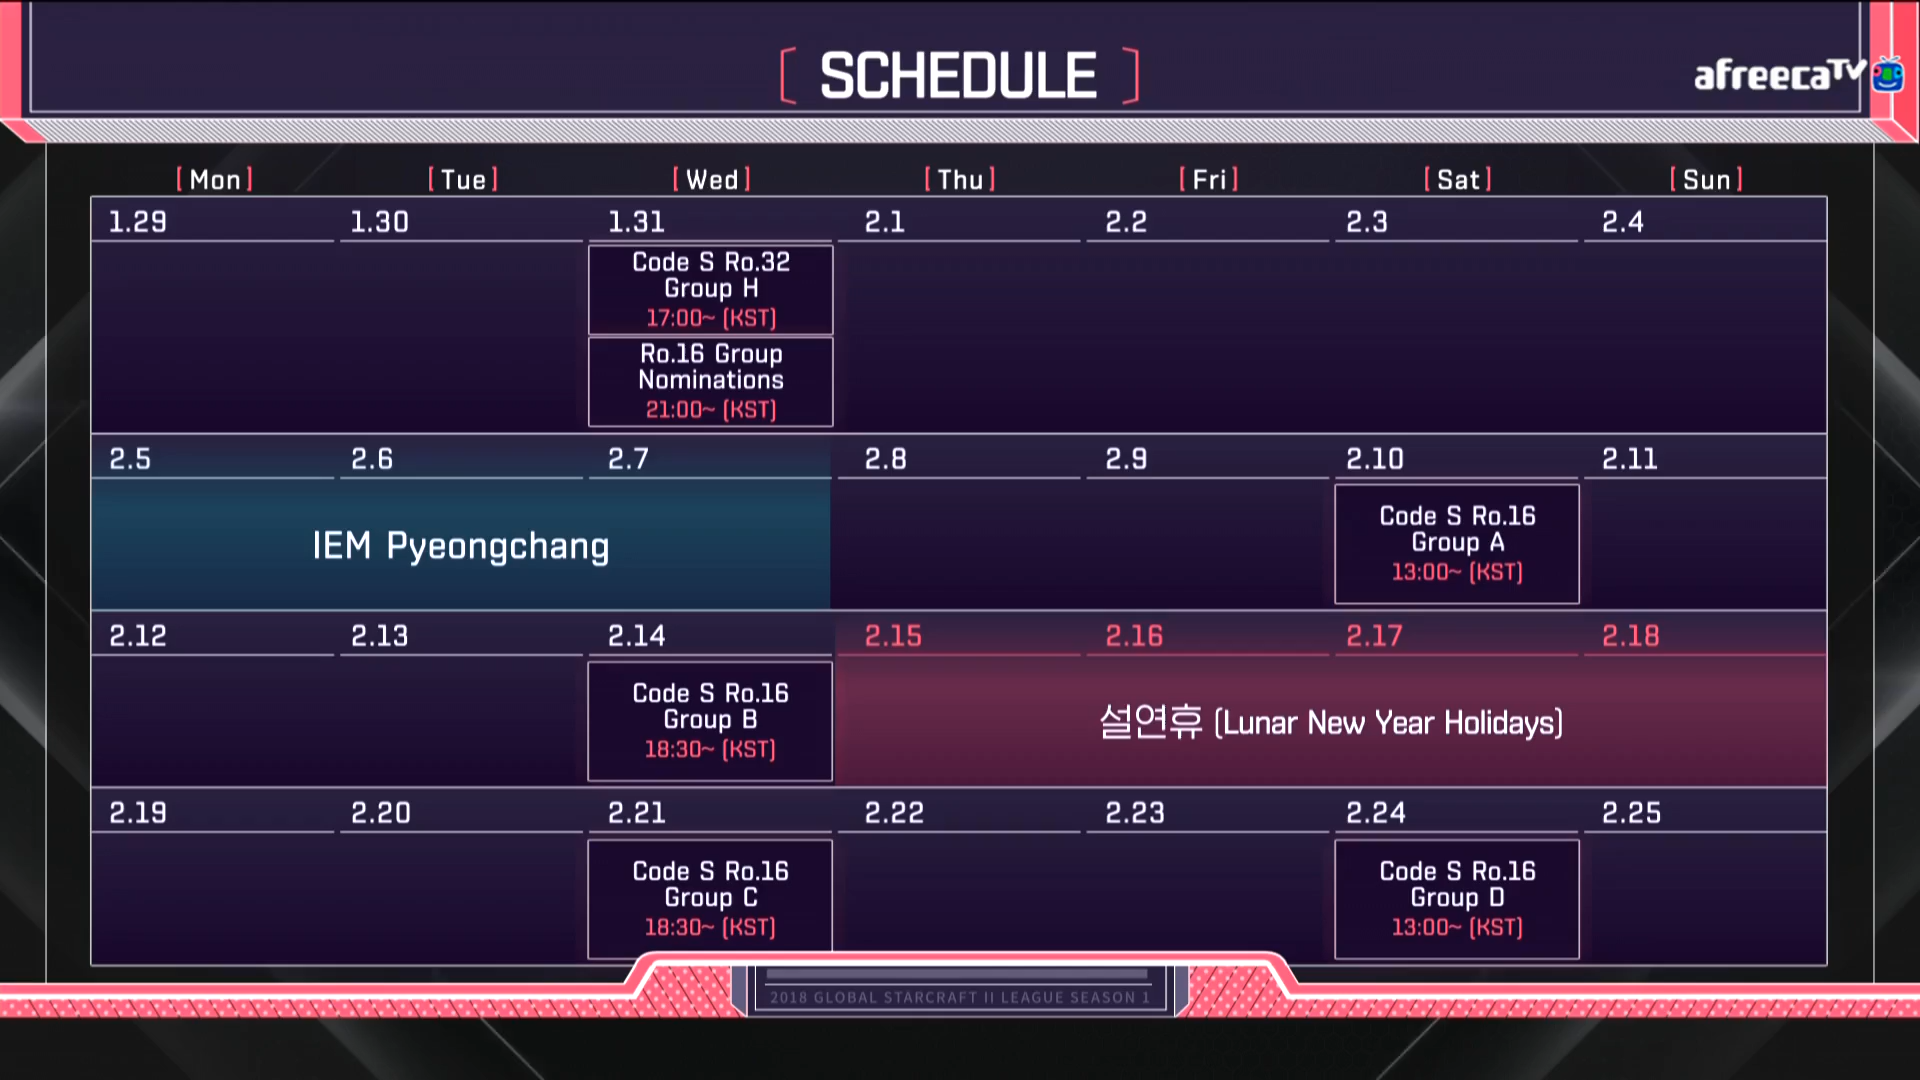 [ SCHEDULE ]
afreecaTV
[Mon] [Tue] [Wed] [Thu] [Fri] [Sat] [Sun]
1.29 1.30 1.31 2.1 2.2 2.3 2.4
Code S Ro.32
Group H
17:00~ (KST)
Ro.16 Group
Nominations
21:00~ (KST)
2.5 2.6 2.7 2.8 2.9 2.10 2.11
IEM Pyeongchang
Code S Ro.16
Group A
13:00~ (KST)
2.12 2.13 2.14 2.15 2.16 2.17 2.18
Code S Ro.16
Group B
18:30~ (KST)
설연휴 (Lunar New Year Holidays)
2.19 2.20 2.21 2.22 2.23 2.24 2.25
Code S Ro.16
Group C
18:30~ (KST)
Code S Ro.16
Group D
13:00~ (KST)
2018 GLOBAL STARCRAFT II LEAGUE SEASON 1